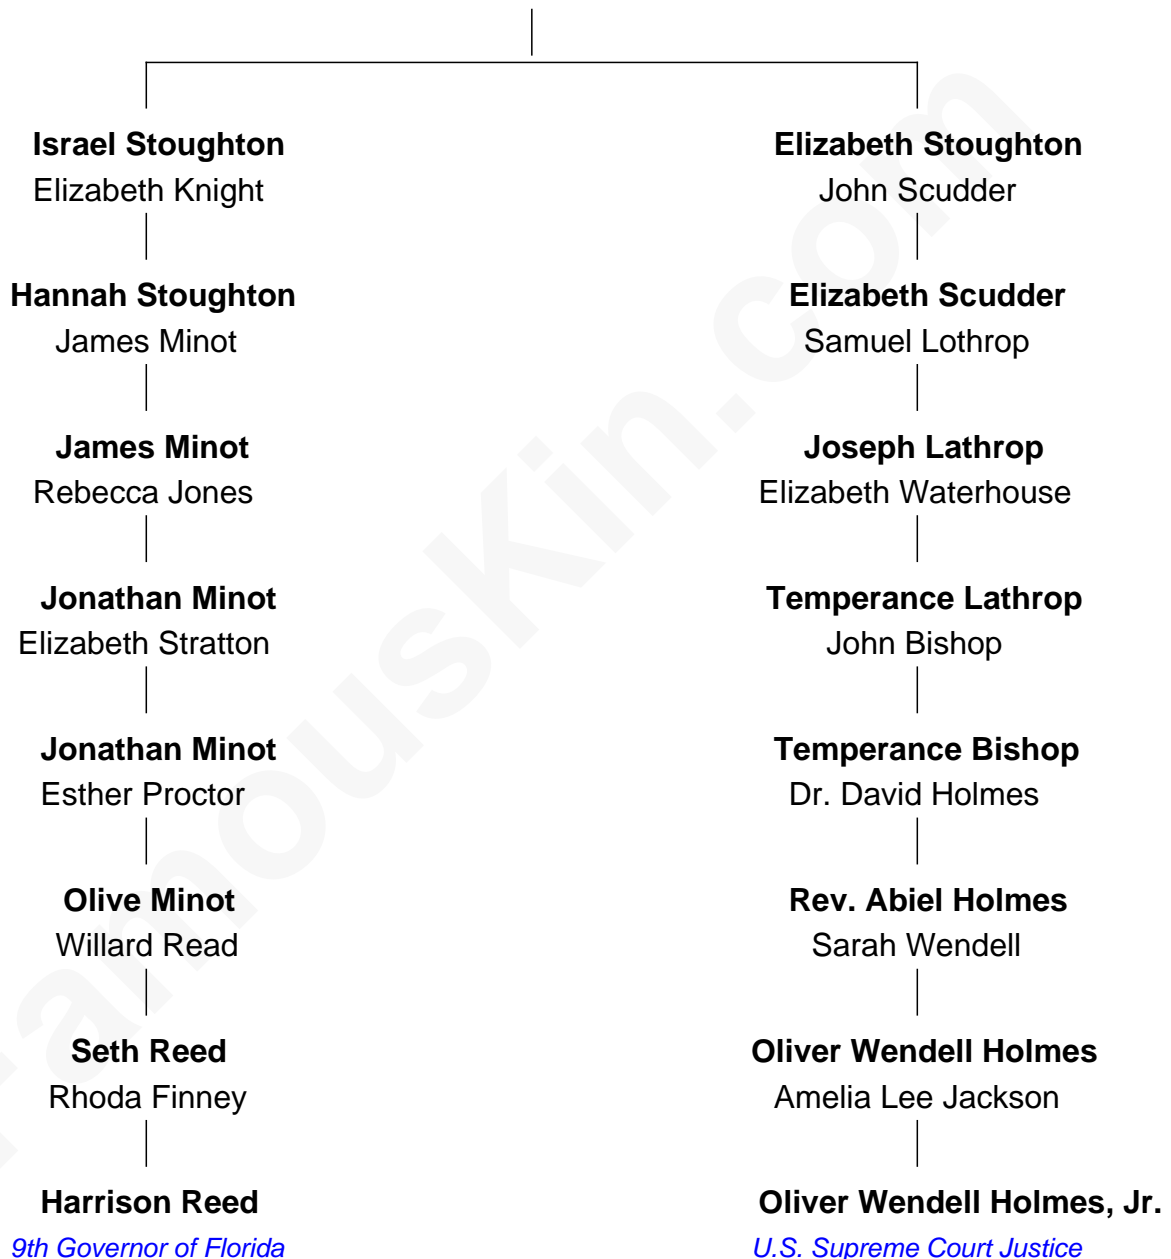 Israel Stoughton
Elizabeth Knight
Hannah Stoughton
James Minot
James Minot
Rebecca Jones
Jonathan Minot
Elizabeth Stratton
Jonathan Minot
Esther Proctor
Olive Minot
Willard Read
Seth Reed
Rhoda Finney
Harrison Reed
9th Governor of Florida
Elizabeth Stoughton
John Scudder
Elizabeth Scudder
Samuel Lothrop
Joseph Lathrop
Elizabeth Waterhouse
Temperance Lathrop
John Bishop
Temperance Bishop
Dr. David Holmes
Rev. Abiel Holmes
Sarah Wendell
Oliver Wendell Holmes
Amelia Lee Jackson
Oliver Wendell Holmes, Jr.
U.S. Supreme Court Justice
FamousKin.com